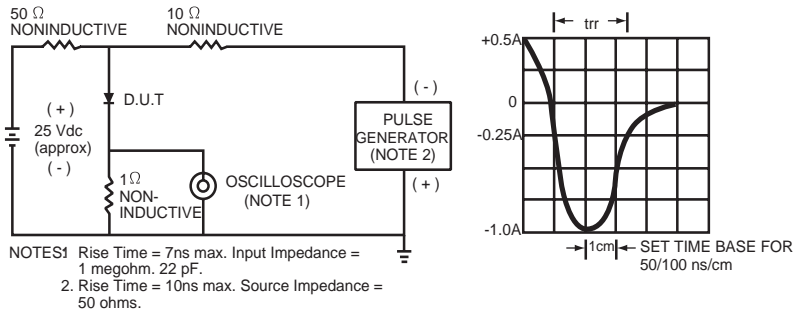 50 Ω
NONINDUCTIVE
10 Ω
NONINDUCTIVE
D.U.T
( + )
25 Vdc
(approx)
( - )
1Ω
NON-
INDUCTIVE
OSCILLOSCOPE
(NOTE 1)
( - )
PULSE
GENERATOR
(NOTE 2)
( + )
trr
+0.5A
0
-0.25A
-1.0A
1cm
SET TIME BASE FOR
50/100 ns/cm
NOTES:1 Rise Time = 7ns max. Input Impedance =
1 megohm. 22 pF.
2. Rise Time = 10ns max. Source Impedance =
50 ohms.